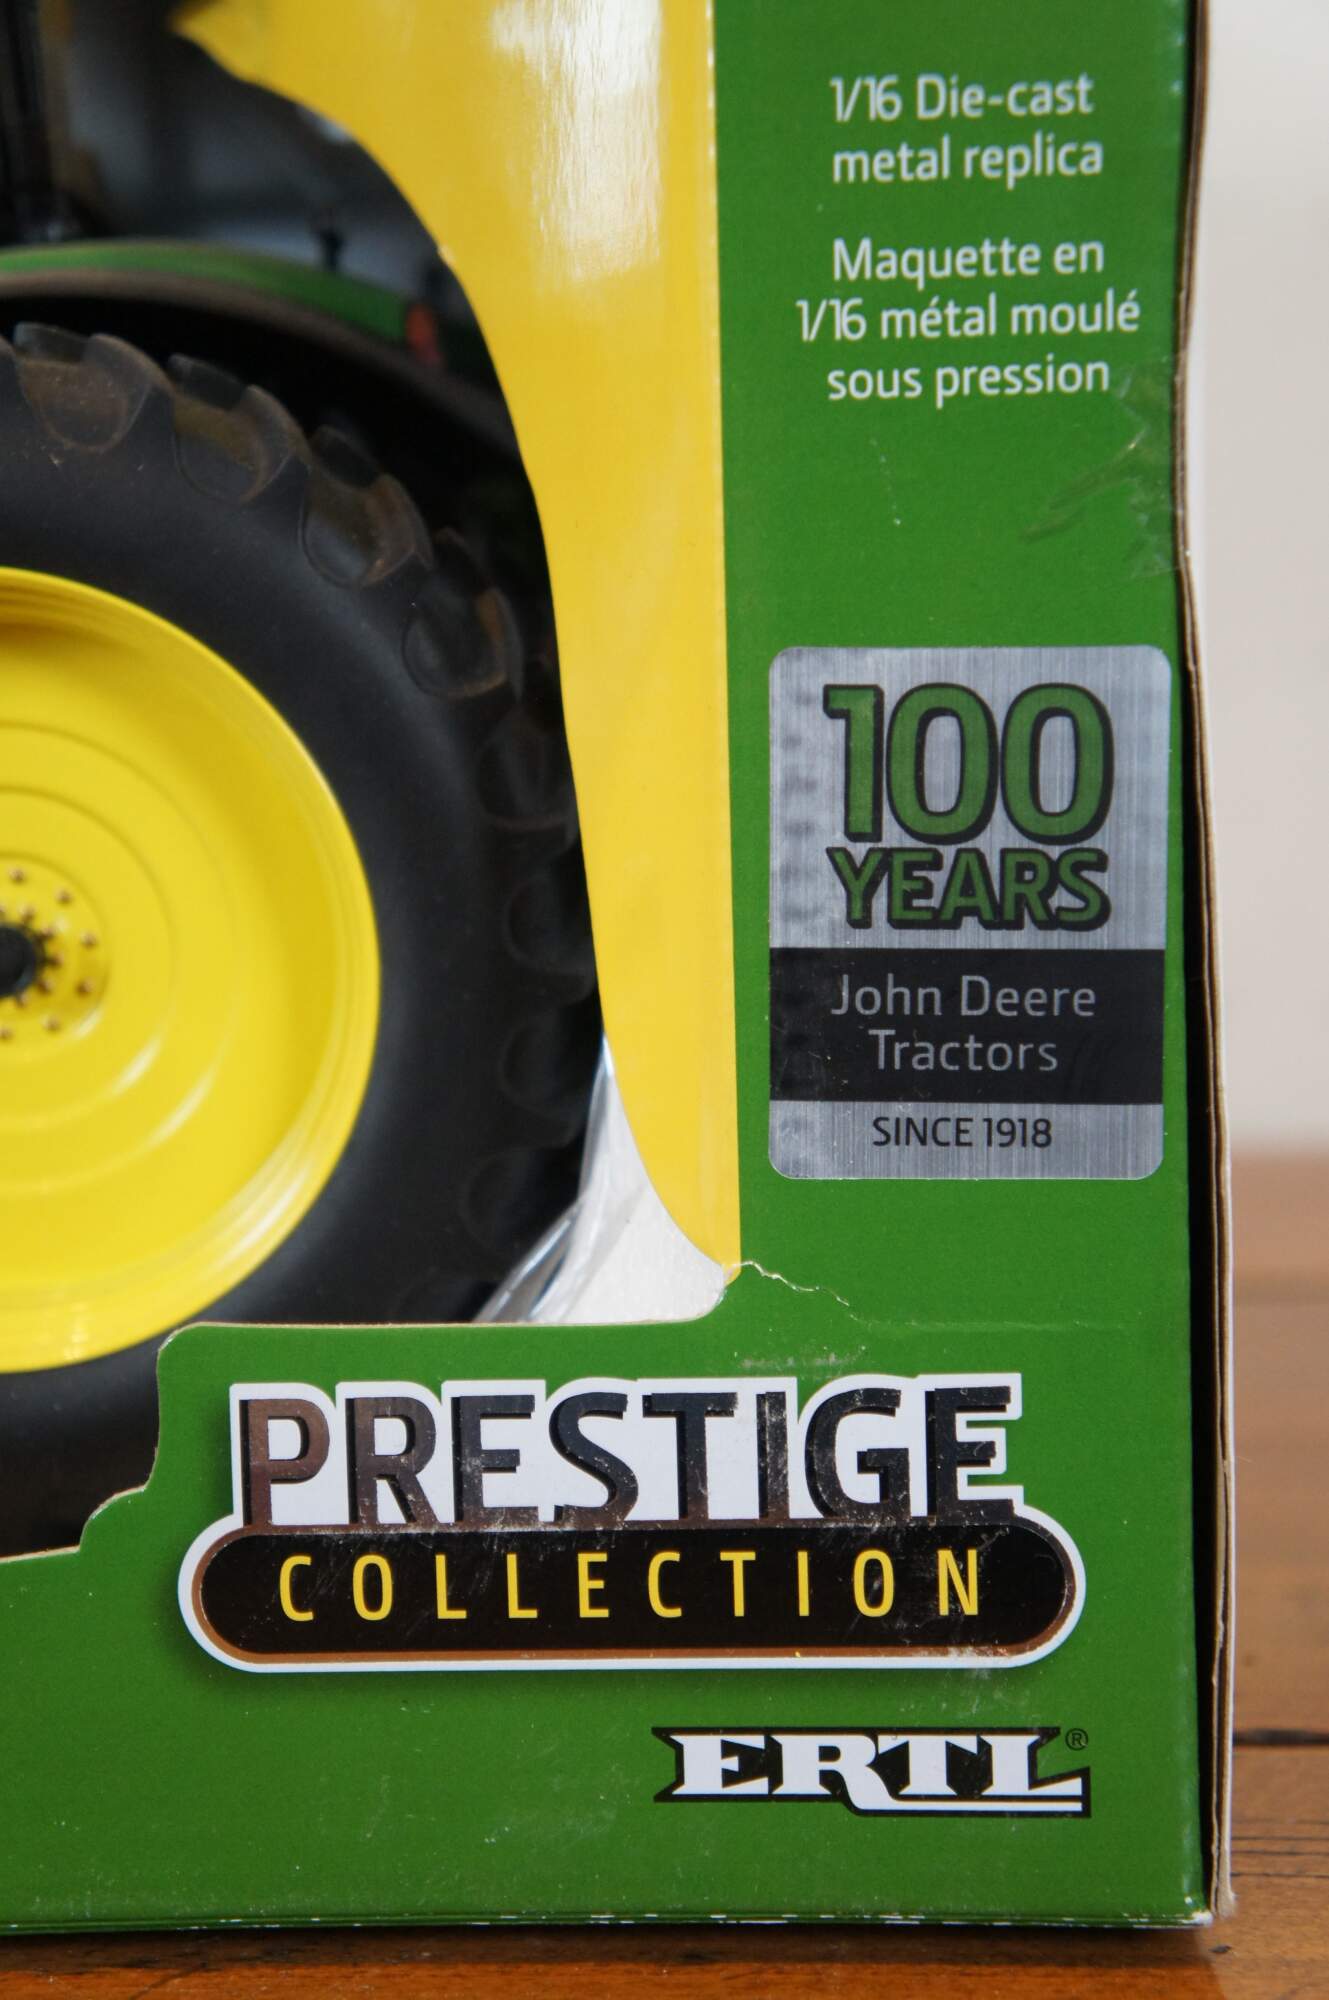 1/16 Die-cast
metal replica
Maquette en
1/16 métal moulé
sous pression
100
YEARS
John Deere
Tractors
SINCE 1918
PRESTIGE
COLLECTION
ERTL®